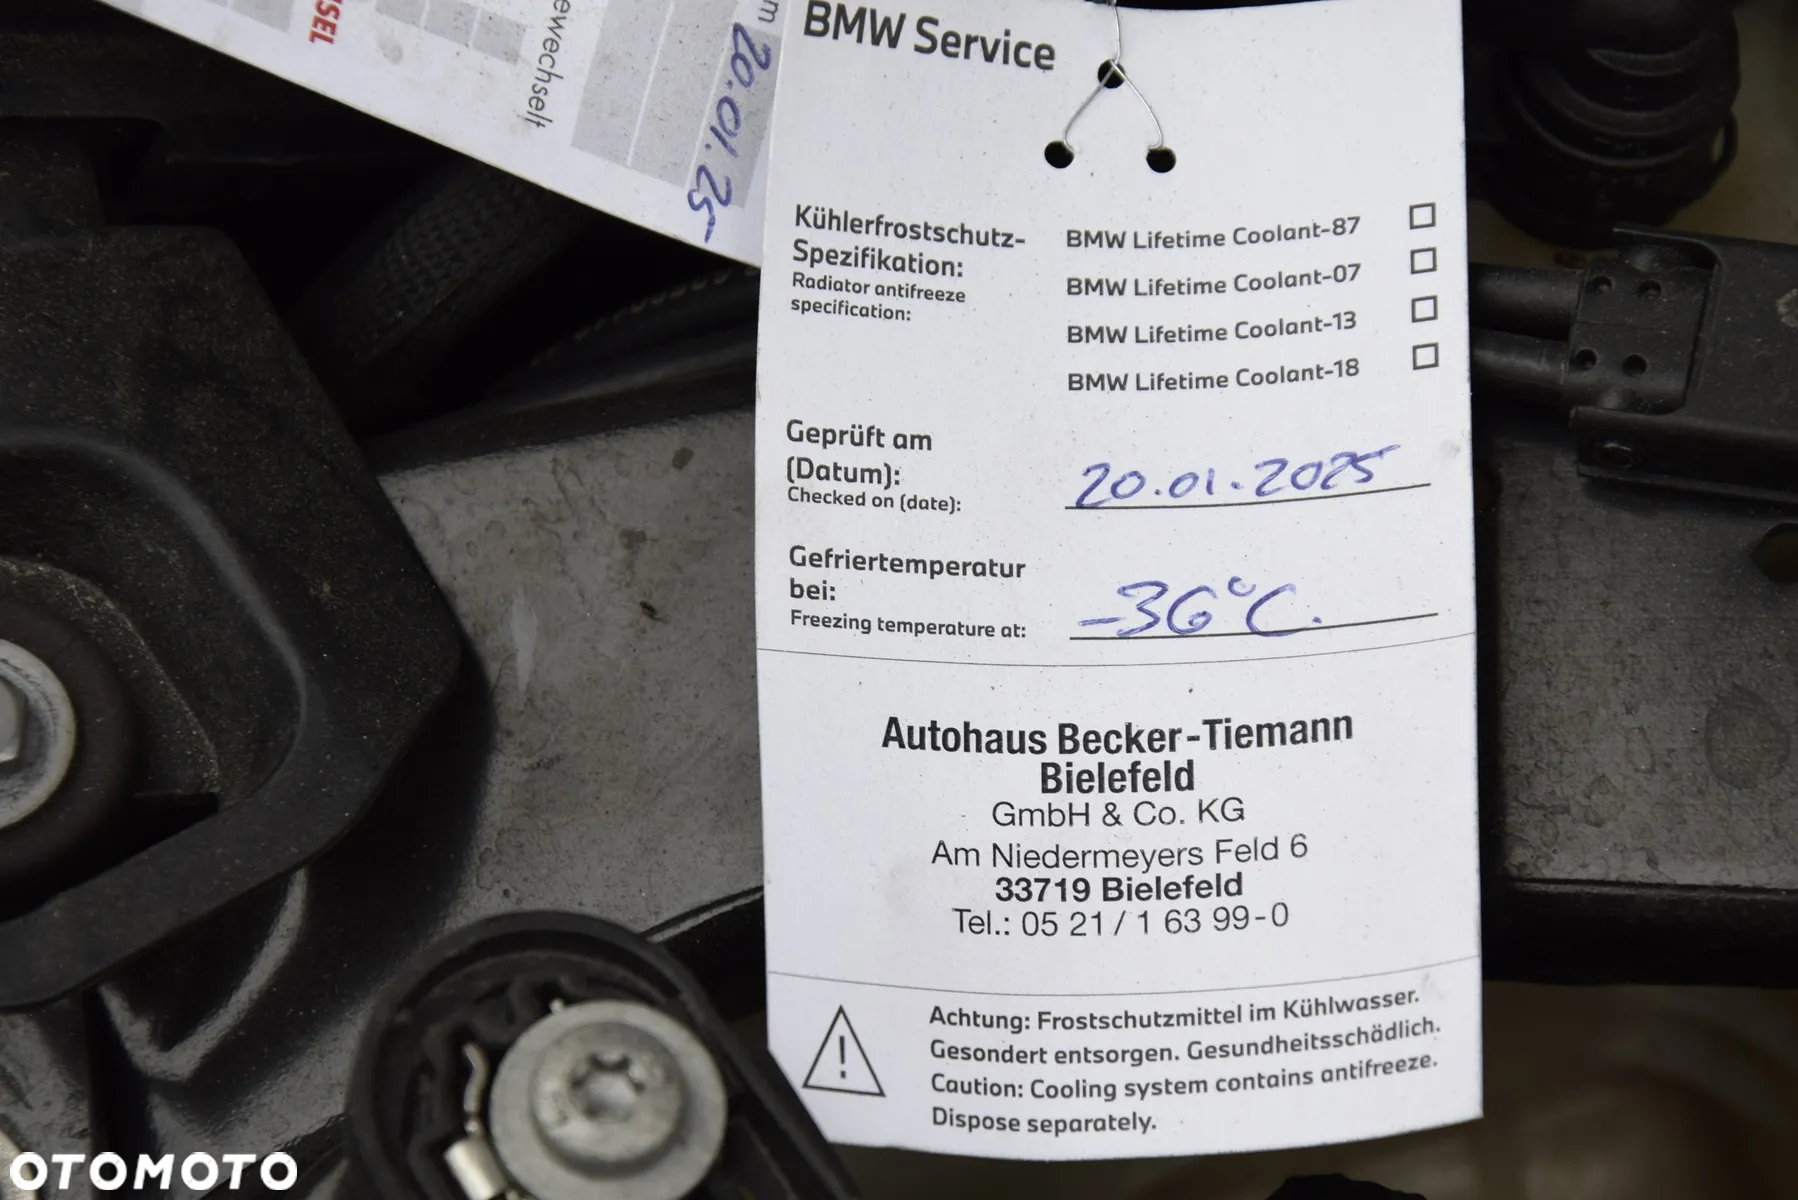 SEL
ewechselt
m 20.01.25
BMW Service
Kühlerfrostschutz-
Spezifikation:
Radiator antifreeze
specification:
BMW Lifetime Coolant-87
BMW Lifetime Coolant-07
BMW Lifetime Coolant-13
BMW Lifetime Coolant-18
Geprüft am
(Datum):
Checked on (date):
20.01.2025
Gefriertemperatur
bei:
Freezing temperature at:
-36°C.
Autohaus Becker-Tiemann
Bielefeld
GmbH & Co. KG
Am Niedermeyers Feld 6
33719 Bielefeld
Tel.: 05 21 / 1 63 99-0
Achtung: Frostschutzmittel im Kühlwasser.
Gesondert entsorgen. Gesundheitsschädlich.
Caution: Cooling system contains antifreeze.
Dispose separately.
OTOMOTO